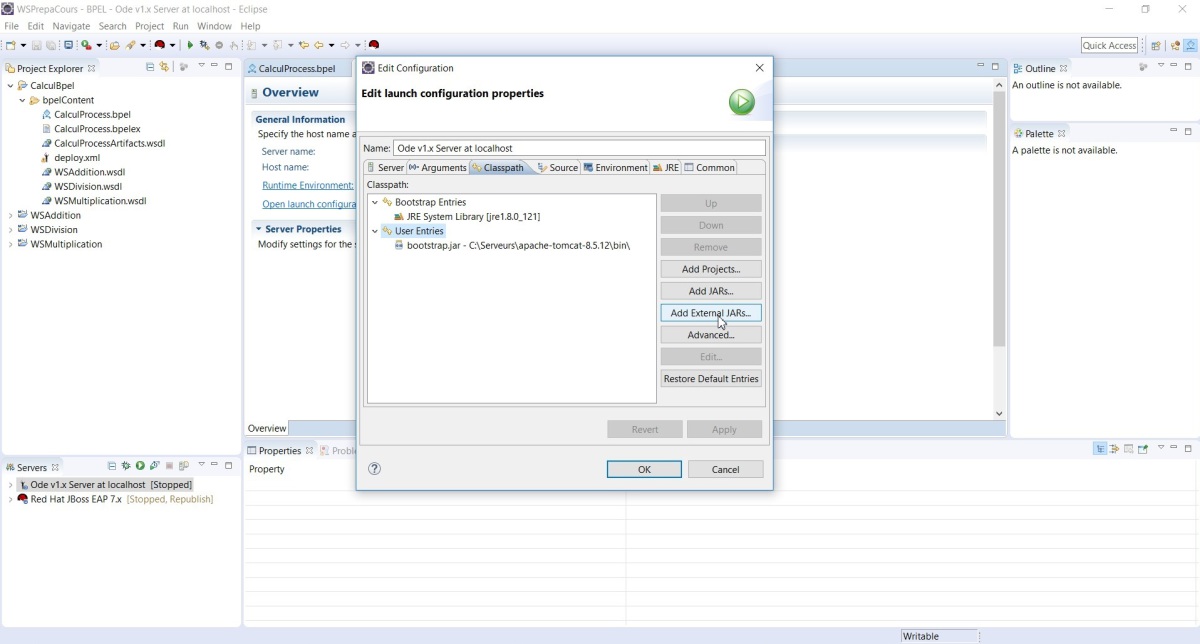 WSPrepaCours - BPEL - Ode v1.x Server at localhost - Eclipse
File Edit Navigate Search Project Run Window Help
Quick Access
Project Explorer
CalculBpel
bpelContent
CalculProcess.bpel
CalculProcess.bpelex
CalculProcessArtifacts.wsdl
deploy.xml
WSAddition.wsdl
WSDivision.wsdl
WSMultiplication.wsdl
WSAddition
WSDivision
WSMultiplication
CalculProcess.bpel
Overview
General Information
Specify the host name a
Server name:
Host name:
Runtime Environment:
Open launch configura
Server Properties
Modify settings for the
Overview
Edit Configuration
Edit launch configuration properties
Name: Ode v1.x Server at localhost
Server Arguments Classpath Source Environment JRE Common
Classpath:
Bootstrap Entries
JRE System Library [jre1.8.0_121]
User Entries
bootstrap.jar - C:\Serveurs\apache-tomcat-8.5.12\bin\
Up
Down
Remove
Add Projects...
Add JARs...
Add External JARs...
Advanced...
Edit...
Restore Default Entries
Revert Apply
OK Cancel
Outline
An outline is not available.
Palette
A palette is not available.
Servers
Ode v1.x Server at localhost [Stopped]
Red Hat JBoss EAP 7.x [Stopped, Republish]
Properties Proble
Property
Writable